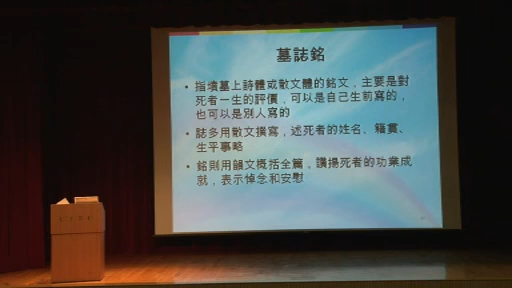 墓誌銘
• 指墳墓上詩體或散文體的銘文，主要是對
死者一生的評價，可以是自己生前寫的，
也可以是別人寫的
• 誌多用散文撰寫，述死者的姓名、籍貫、
生平事略
• 銘則用韻文概括全篇，讚揚死者的功業成
就，表示悼念和安慰